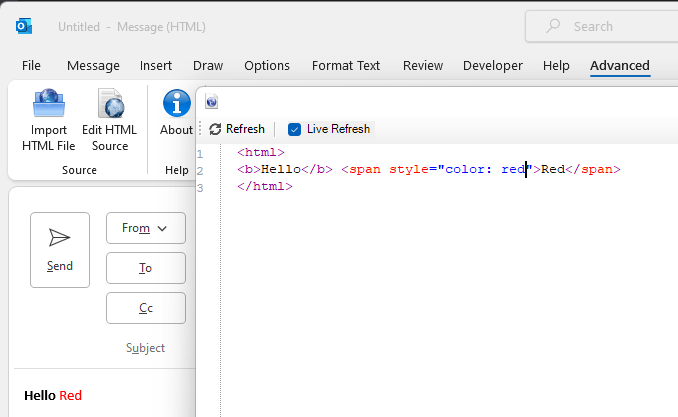 Untitled - Message (HTML)
Search
File Message Insert Draw Options Format Text Review Developer Help Advanced
Import HTML File
Edit HTML Source
About
Source
Help
Refresh
Live Refresh
1 <html>
2 <b>Hello</b> <span style="color: red">Red</span>
3 </html>
Send
From
To
Cc
Subject
Hello Red